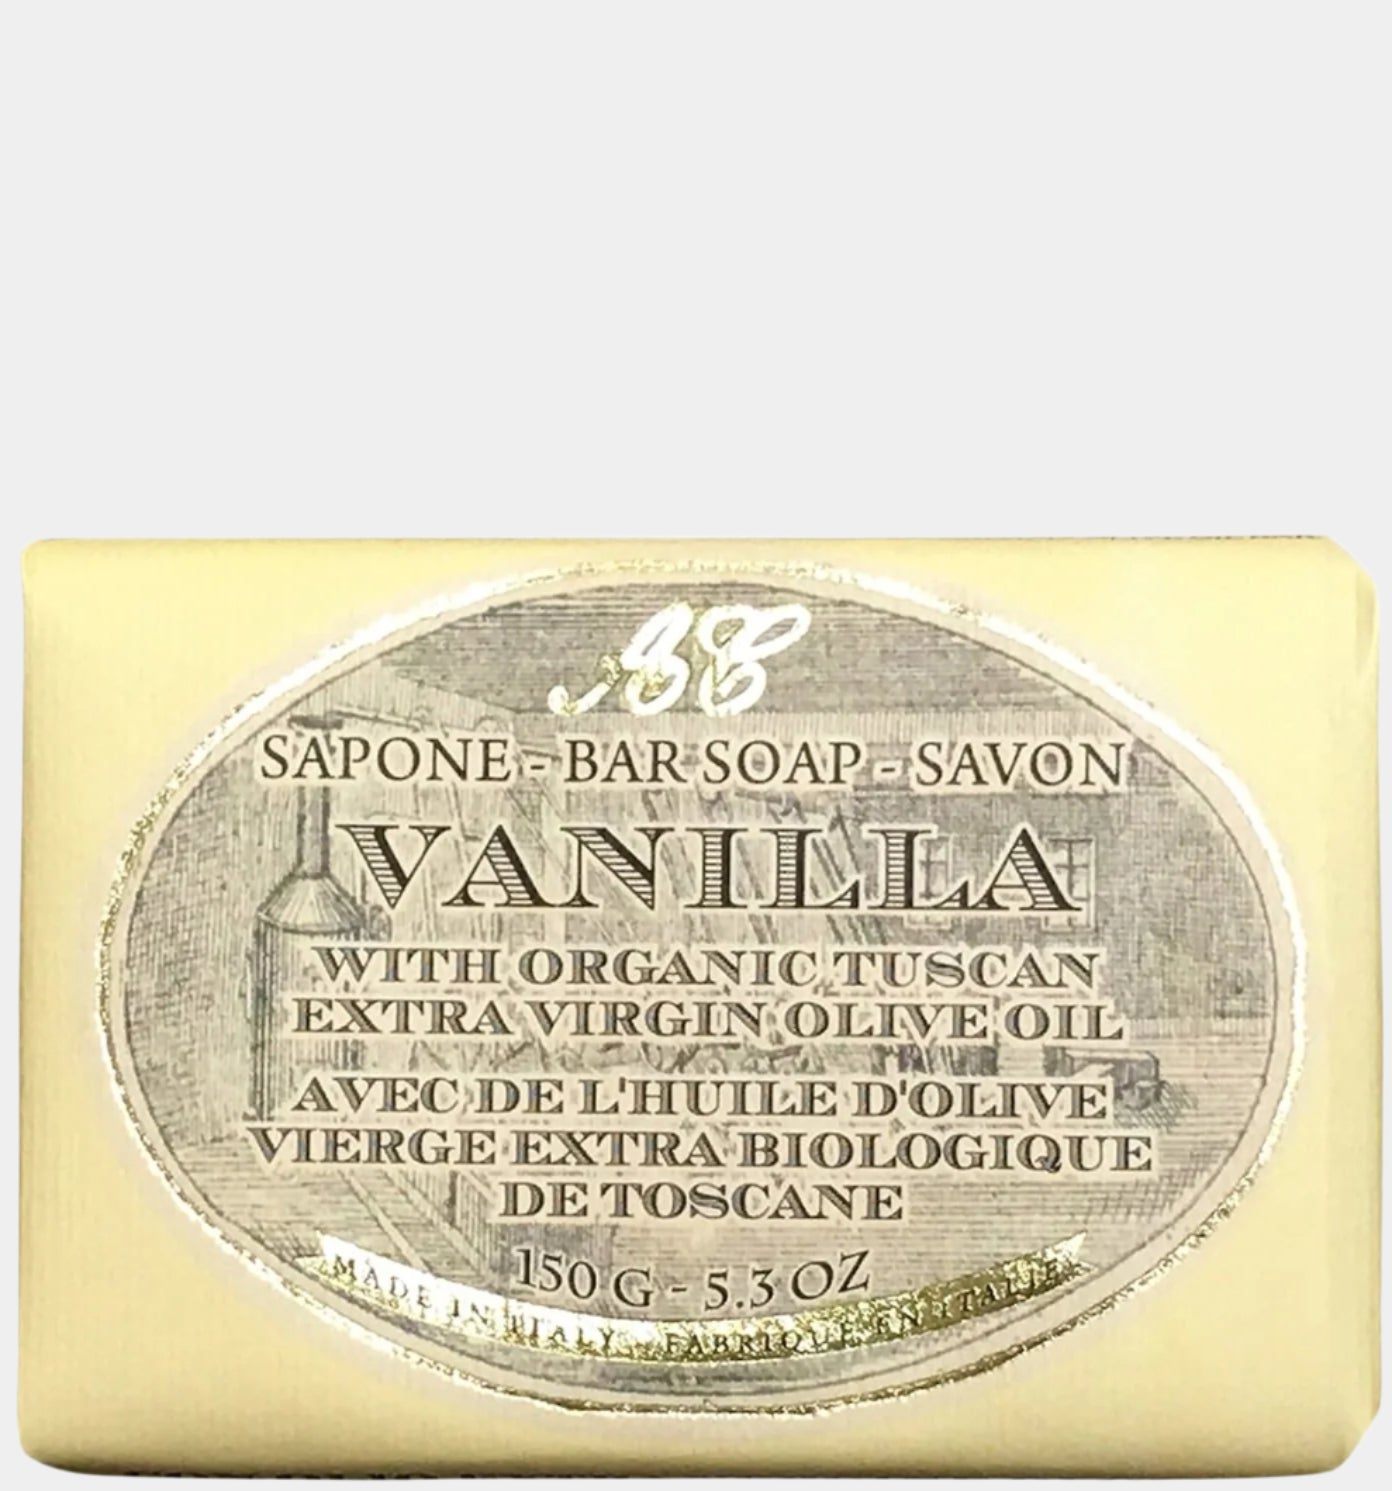 SAPONE - BAR SOAP - SAVON
VANILLA
WITH ORGANIC TUSCAN
EXTRA VIRGIN OLIVE OIL
AVEC DE L'HUILE D'OLIVE
VIERGE EXTRA BIOLOGIQUE
DE TOSCANE
150 G - 5.3 OZ
MADE IN ITALY - FABRIQUE EN ITALIE